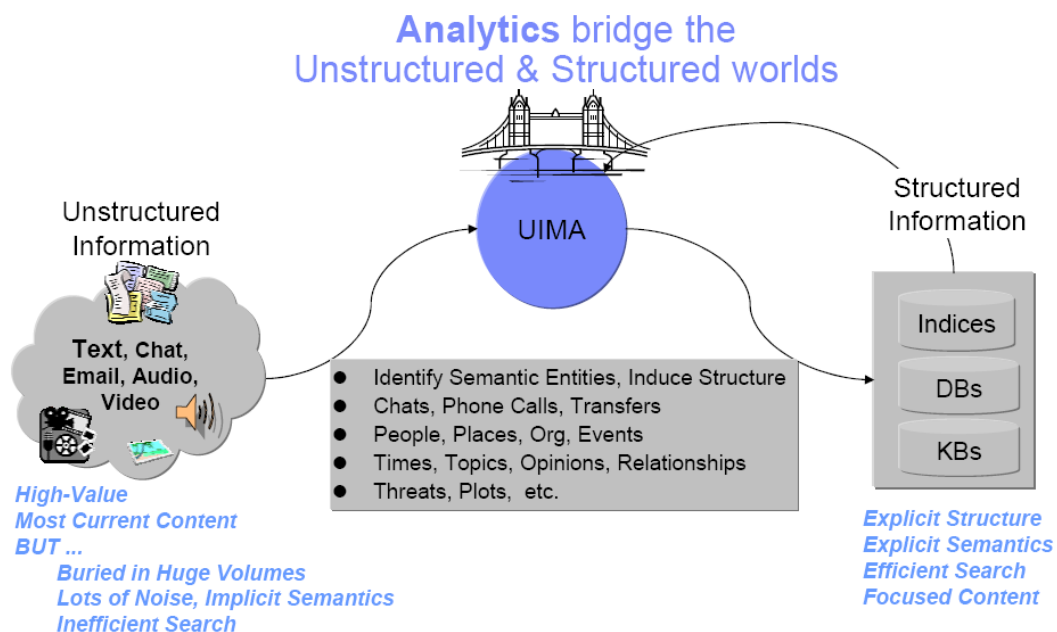 Analytics bridge the
Unstructured & Structured worlds
UIMA
Unstructured
Information
Text, Chat,
Email, Audio,
Video
High-Value
Most Current Content
BUT ...
Buried in Huge Volumes
Lots of Noise, Implicit Semantics
Inefficient Search
● Identify Semantic Entities, Induce Structure
● Chats, Phone Calls, Transfers
● People, Places, Org, Events
● Times, Topics, Opinions, Relationships
● Threats, Plots, etc.
Structured
Information
Indices
DBs
KBs
Explicit Structure
Explicit Semantics
Efficient Search
Focused Content